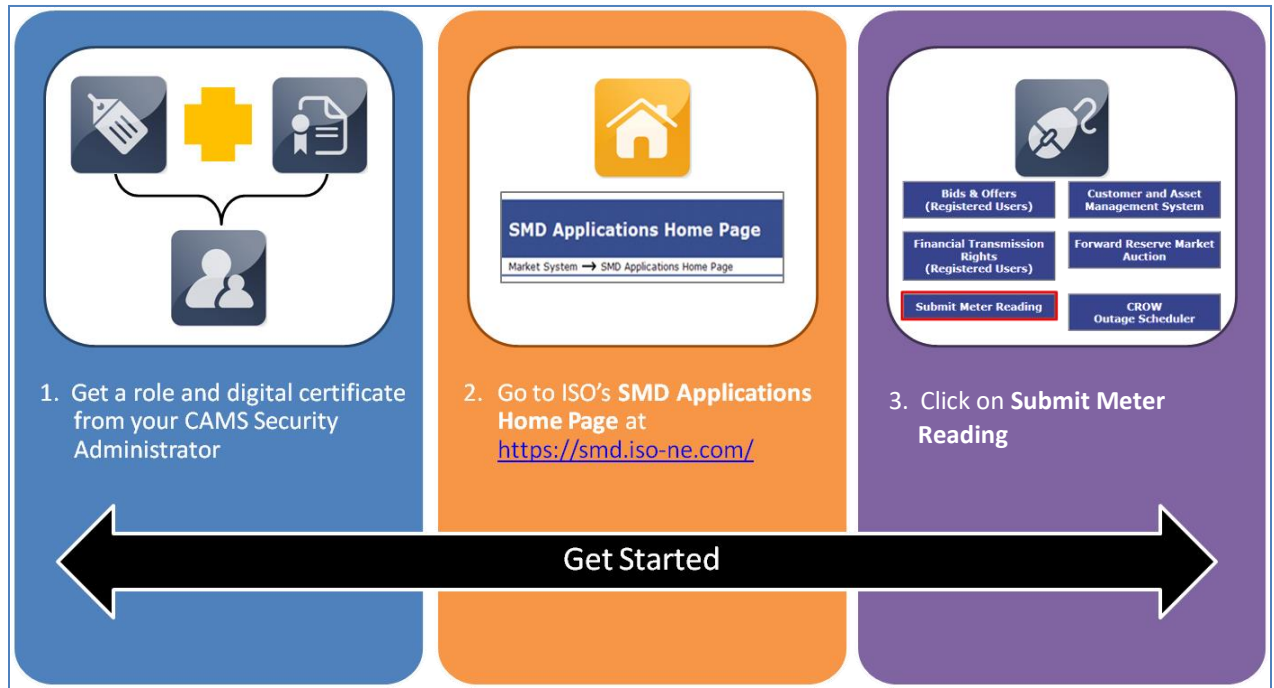 SMD Applications Home Page
Market System → SMD Applications Home Page
Bids & Offers
(Registered Users)
Customer and Asset
Management System
Financial Transmission
Rights
(Registered Users)
Forward Reserve Market
Auction
Submit Meter Reading
CROW
Outage Scheduler
1. Get a role and digital certificate
from your CAMS Security
Administrator
2. Go to ISO’s SMD Applications
Home Page at
https://smd.iso-ne.com/
3. Click on Submit Meter
Reading
Get Started